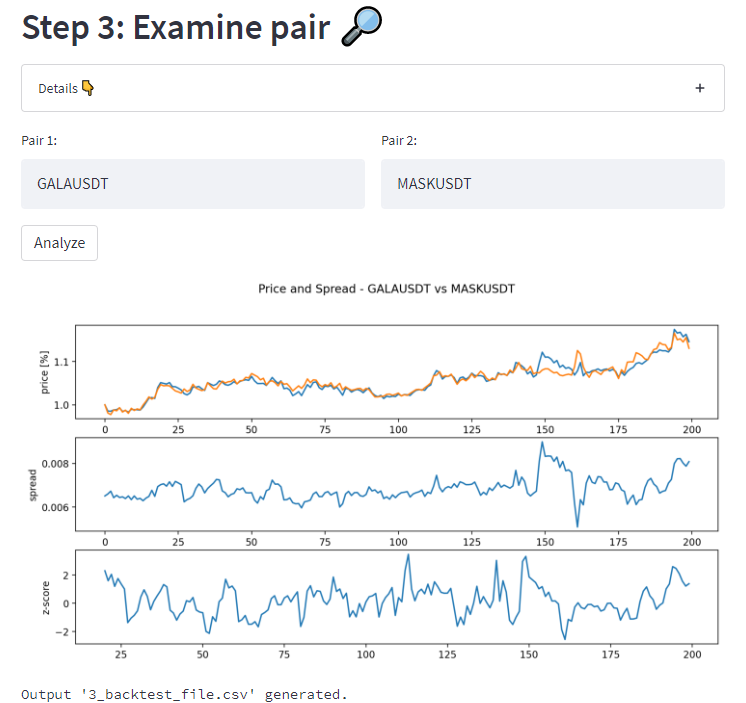 Step 3: Examine pair
Details
+
Pair 1:
Pair 2:
GALAUSDT
MASKUSDT
Analyze
Price and Spread - GALAUSDT vs MASKUSDT
price [%]
1.1
1.0
0 25 50 75 100 125 150 175 200
spread
0.008
0.006
0 25 50 75 100 125 150 175 200
z-score
2
0
−2
25 50 75 100 125 150 175 200
Output '3_backtest_file.csv' generated.